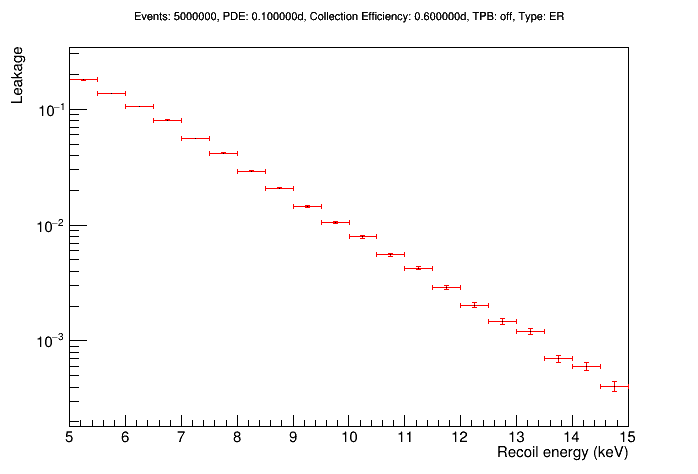 Events: 5000000, PDE: 0.100000d, Collection Efficiency: 0.600000d, TPB: off, Type: ER
Leakage
10⁻¹
10⁻²
10⁻³
5 6 7 8 9 10 11 12 13 14 15
Recoil energy (keV)